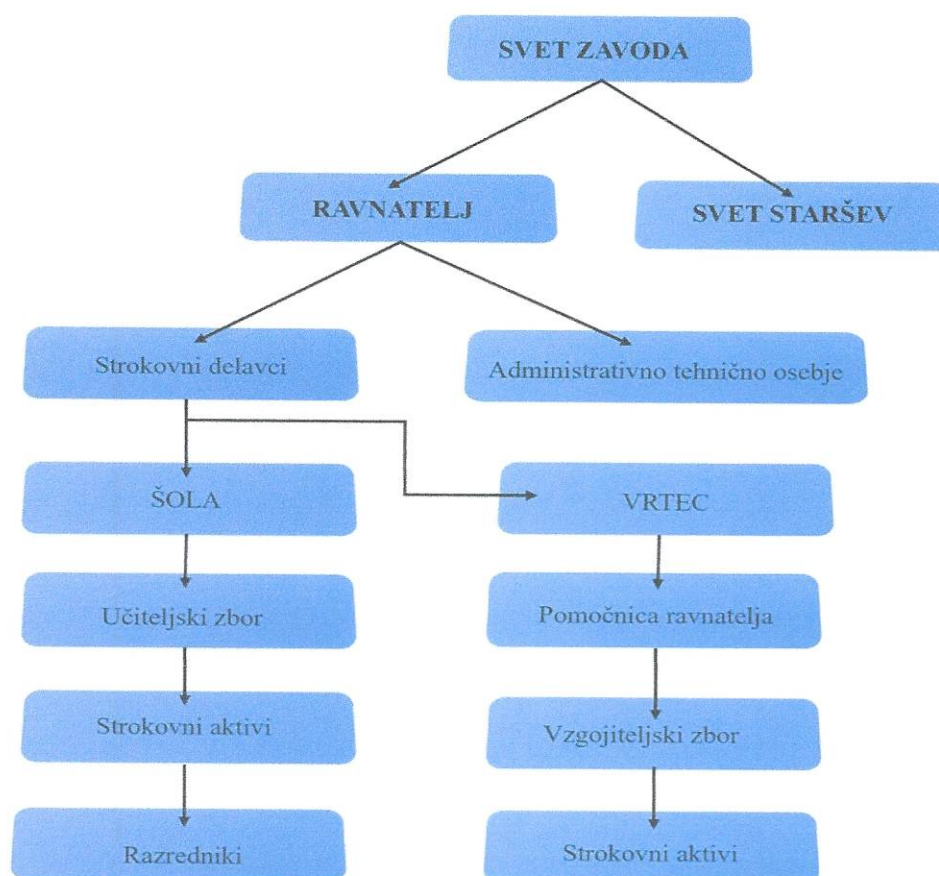 SVET ZAVODA
RAVNATELJ
SVET STARŠEV
Strokovni delavci
Administrativno tehnično osebje
ŠOLA
VRTEC
Učiteljski zbor
Pomočnica ravnatelja
Strokovni aktivi
Vzgojiteljski zbor
Razredniki
Strokovni aktivi